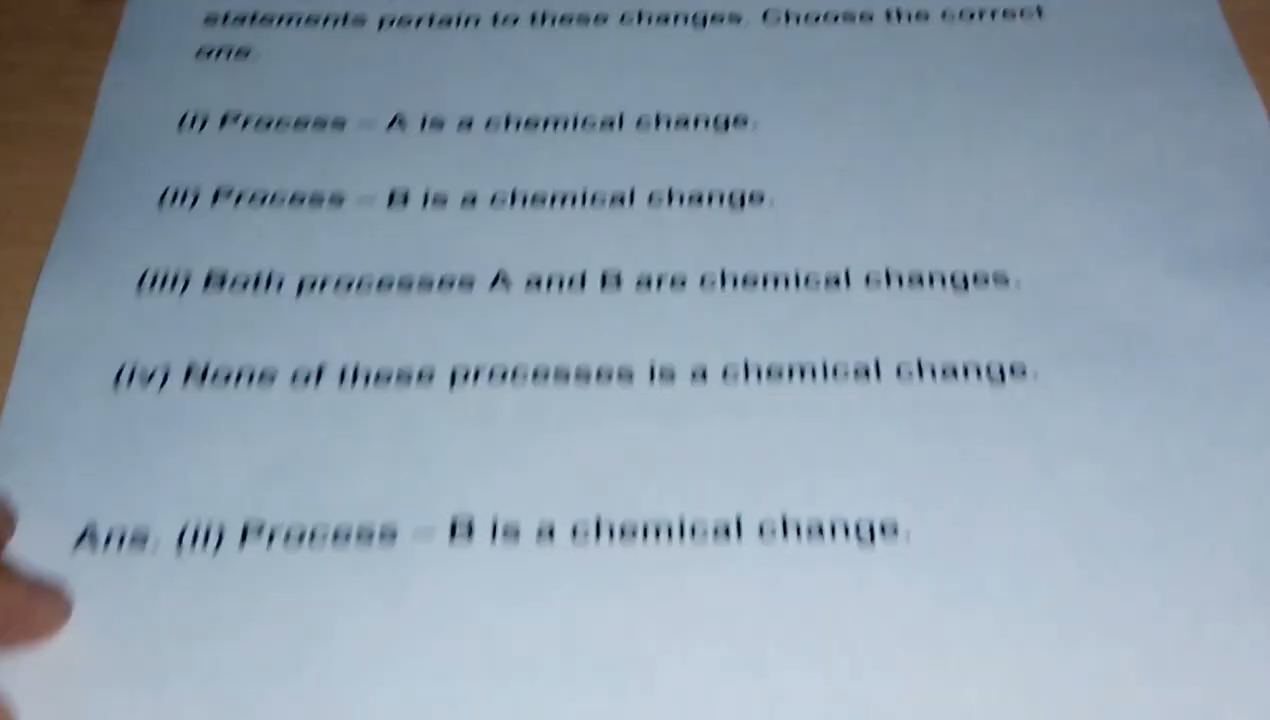 statements pertain to these changes. Choose the correct
one.
(i) Process – A is a chemical change.
(ii) Process – B is a chemical change.
(iii) Both processes A and B are chemical changes.
(iv) None of these processes is a chemical change.
Ans. (ii) Process – B is a chemical change.